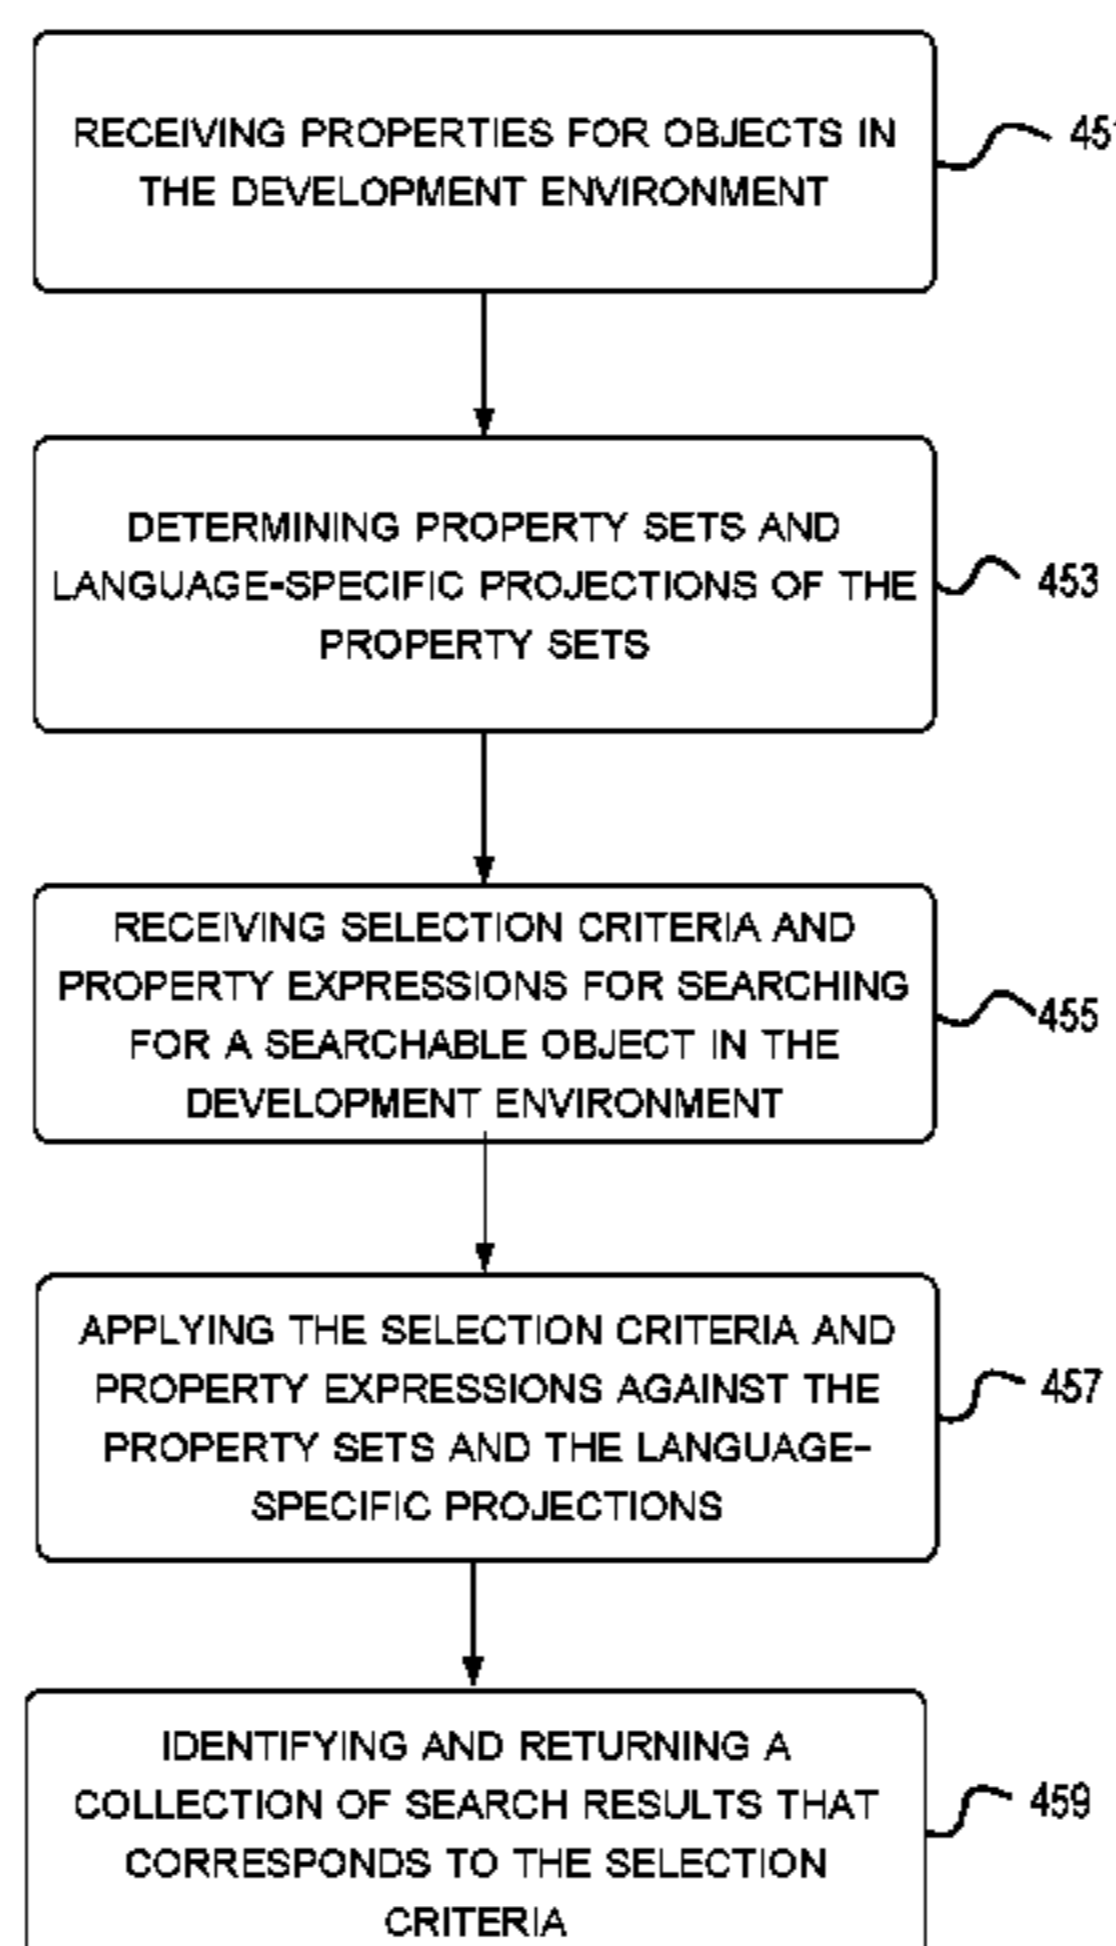 RECEIVING PROPERTIES FOR OBJECTS IN
THE DEVELOPMENT ENVIRONMENT
451
DETERMINING PROPERTY SETS AND
LANGUAGE-SPECIFIC PROJECTIONS OF THE
PROPERTY SETS
453
RECEIVING SELECTION CRITERIA AND
PROPERTY EXPRESSIONS FOR SEARCHING
FOR A SEARCHABLE OBJECT IN THE
DEVELOPMENT ENVIRONMENT
455
APPLYING THE SELECTION CRITERIA AND
PROPERTY EXPRESSIONS AGAINST THE
PROPERTY SETS AND THE LANGUAGE-
SPECIFIC PROJECTIONS
457
IDENTIFYING AND RETURNING A
COLLECTION OF SEARCH RESULTS THAT
CORRESPONDS TO THE SELECTION
CRITERIA
459